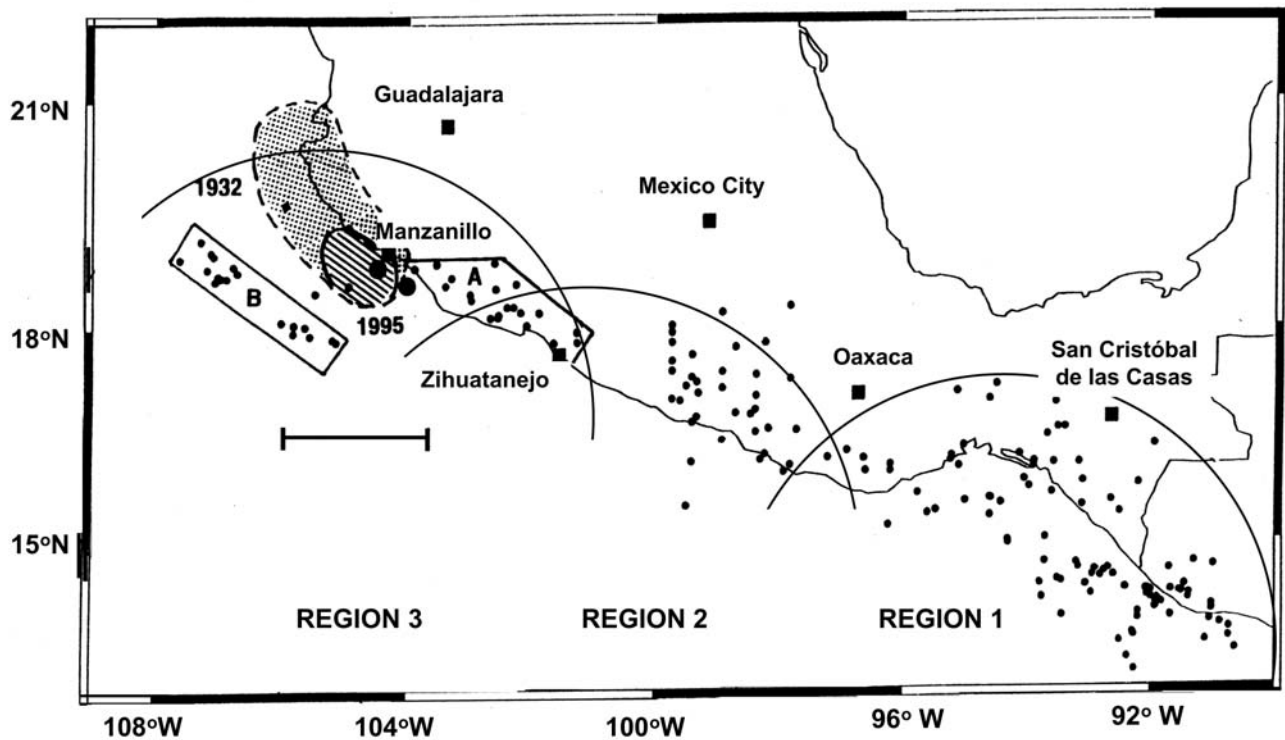 21°N
Guadalajara
1932
Mexico City
Manzanillo
A
B
1995
18°N
Zihuatanejo
Oaxaca
San Cristóbal
de las Casas
15°N
REGION 3
REGION 2
REGION 1
108°W
104°W
100°W
96°W
92°W